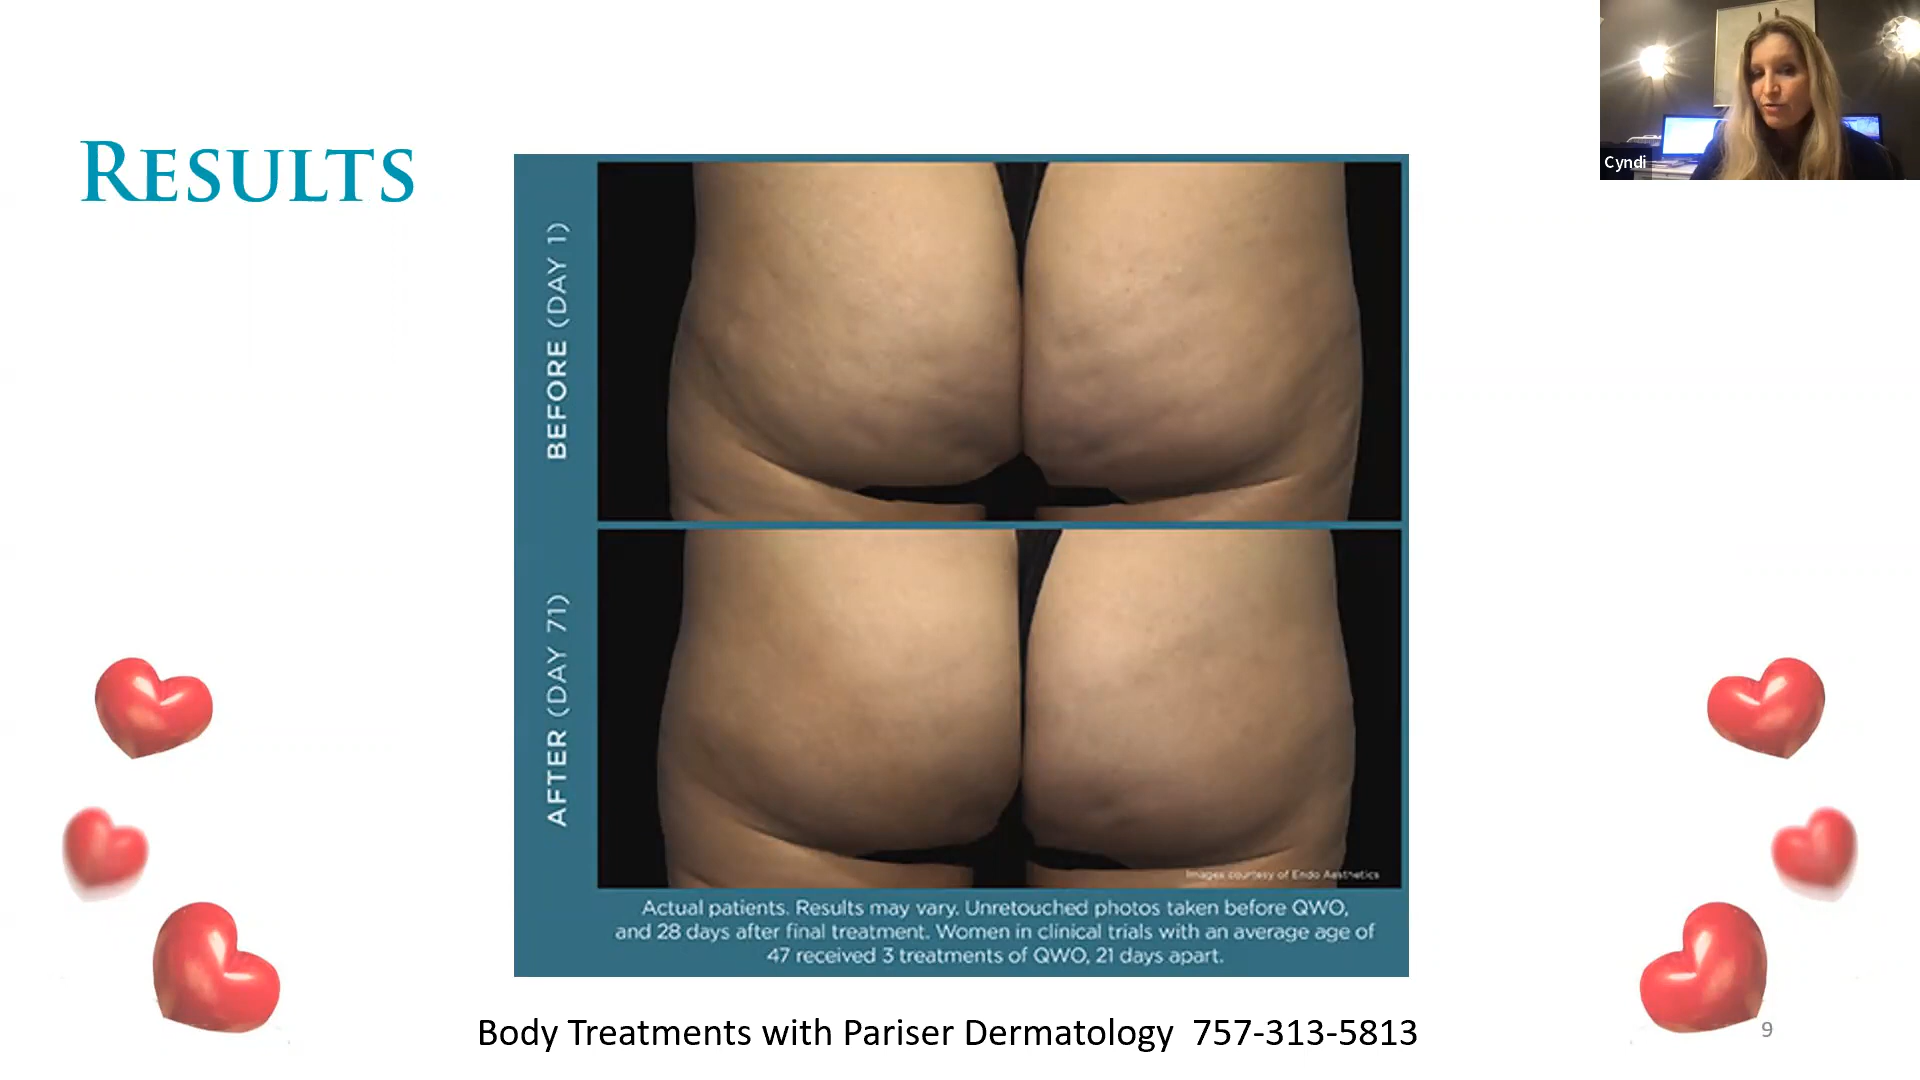 RESULTS
Cyndi
BEFORE (DAY 1)
AFTER (DAY 71)
Images courtesy of Endo Aesthetics
Actual patients. Results may vary. Unretouched photos taken before QWO,
and 28 days after final treatment. Women in clinical trials with an average age of
47 received 3 treatments of QWO, 21 days apart.
Body Treatments with Pariser Dermatology 757-313-5813
9